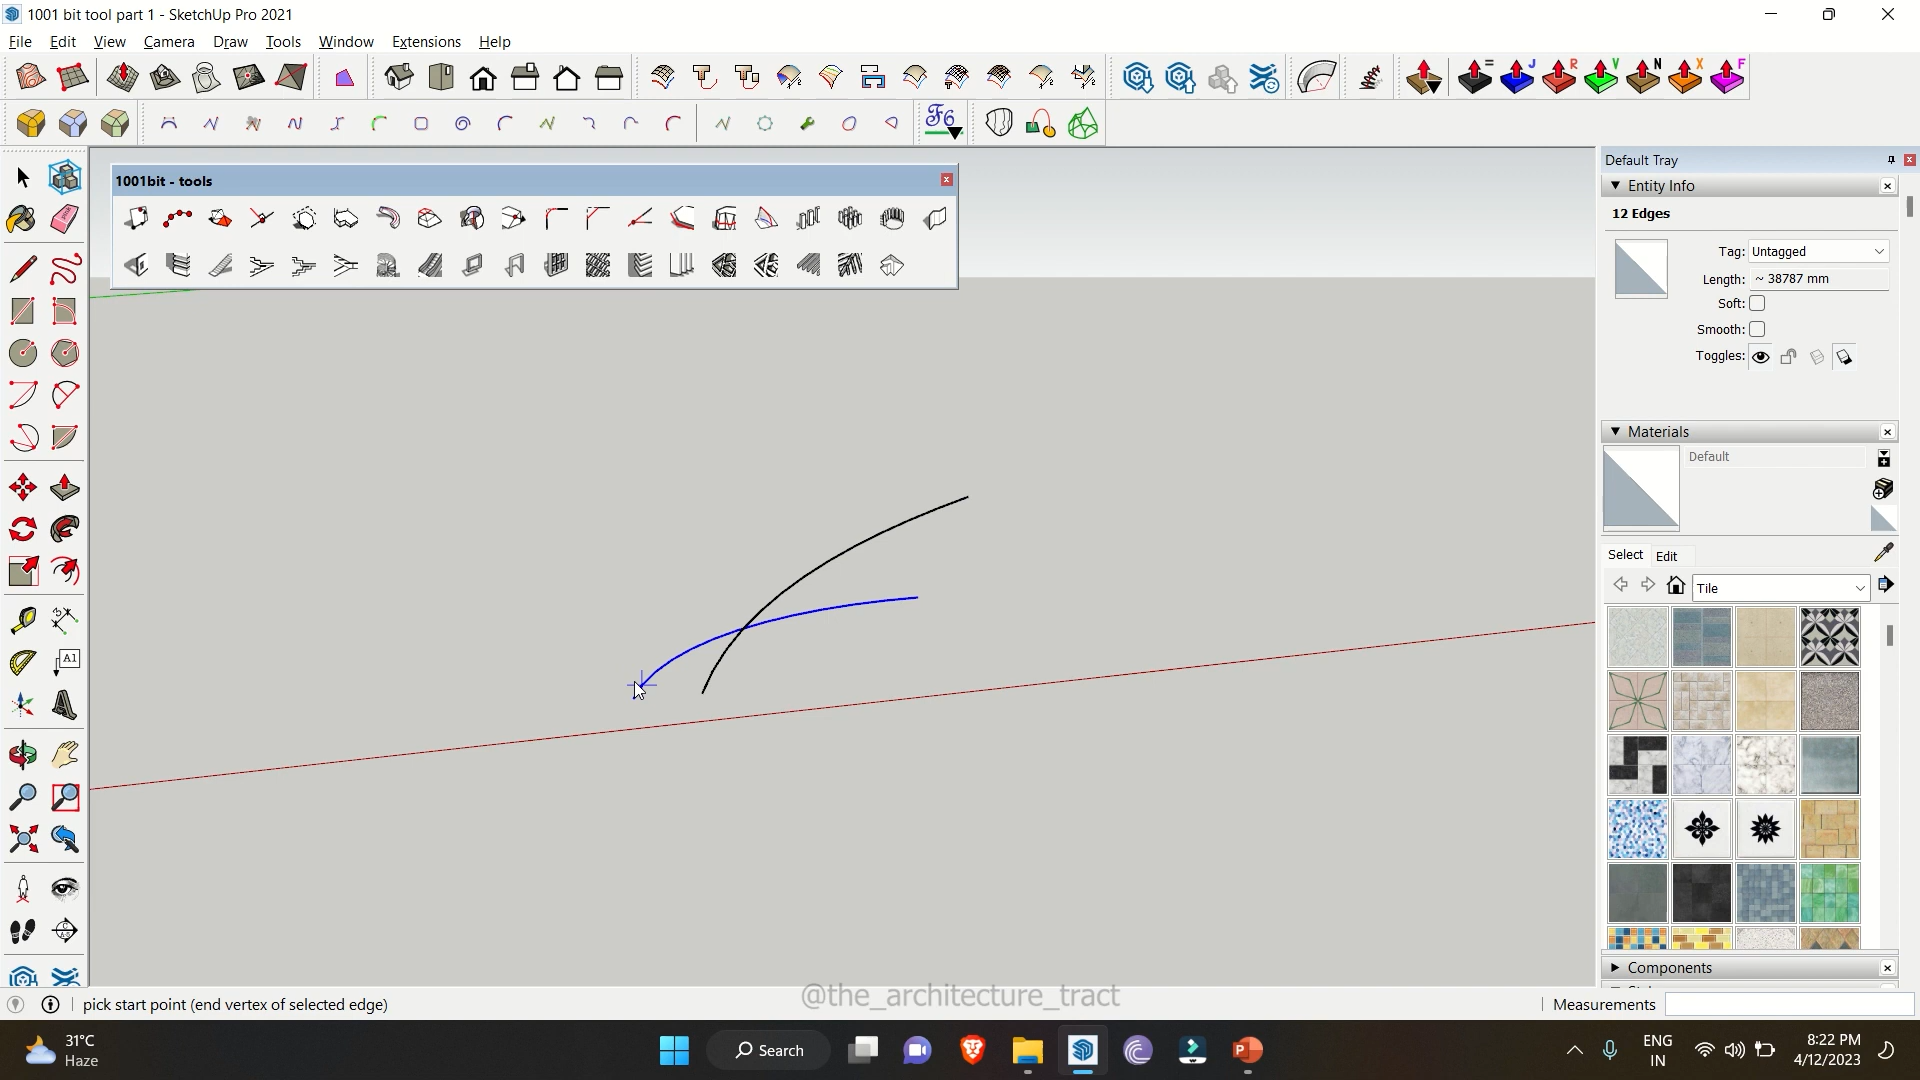 1001 bit tool part 1 - SketchUp Pro 2021
File Edit View Camera Draw Tools Window Extensions Help
= J R V N X F
F6
1001bit - tools
Default Tray
Entity Info
12 Edges
Tag: Untagged
Length: ~ 38787 mm
Soft:
Smooth:
Toggles:
Materials
Default
Select Edit
Tile
A1
Components
pick start point (end vertex of selected edge)
@the_architecture_tract
Measurements
31°C
Haze
Search
ENG
IN
8:22 PM
4/12/2023